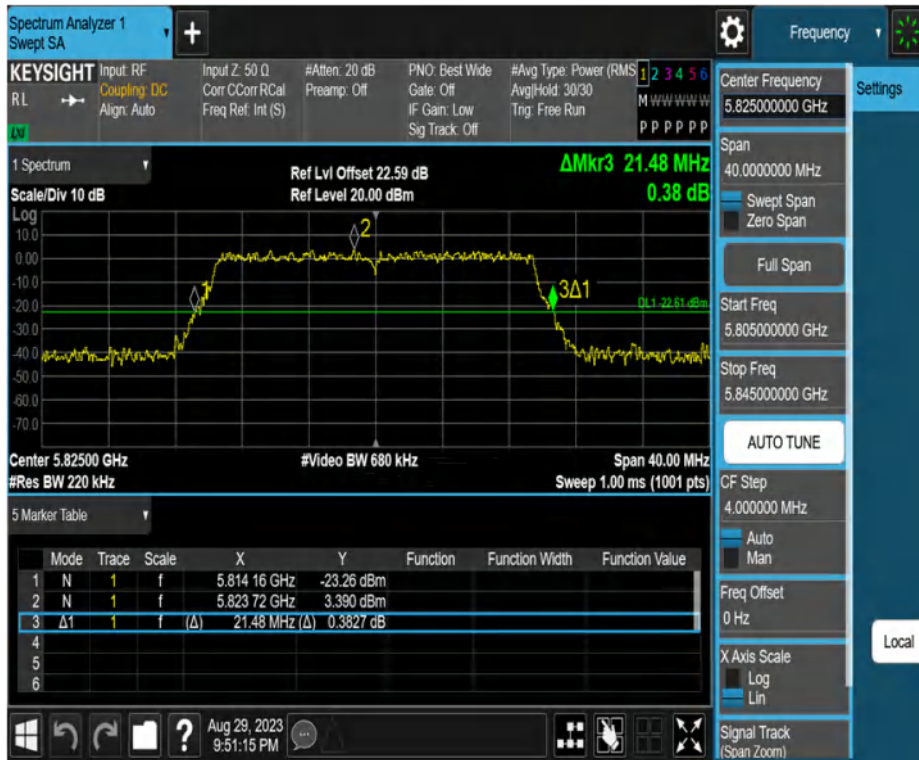 Spectrum Analyzer 1
Swept SA
Frequency
KEYSIGHT
RL
LXI
Input: RF
Coupling: DC
Align: Auto
Input Z: 50 Ω
Corr CCorr RCal
Freq Ref: Int (S)
#Atten: 20 dB
Preamp: Off
PNO: Best Wide
Gate: Off
IF Gain: Low
Sig Track: Off
#Avg Type: Power (RMS
Avg|Hold: 30/30
Trig: Free Run
1 2 3 4 5 6
M W W W W W
P P P P P P
1 Spectrum
Scale/Div 10 dB
Ref Lvl Offset 22.59 dB
Ref Level 20.00 dBm
ΔMkr3 21.48 MHz
0.38 dB
Log
10.0
0.00
-10.0
-20.0
-30.0
-40.0
-50.0
-60.0
-70.0
1
2
3Δ1
DL1 -22.61 dBm
Center 5.82500 GHz
#Res BW 220 kHz
#Video BW 680 kHz
Span 40.00 MHz
Sweep 1.00 ms (1001 pts)
5 Marker Table
Mode Trace Scale X Y Function Function Width Function Value
1 N 1 f 5.814 16 GHz -23.26 dBm
2 N 1 f 5.823 72 GHz 3.390 dBm
3 Δ1 1 f (Δ) 21.48 MHz (Δ) 0.3827 dB
4
5
6
Aug 29, 2023
9:51:15 PM
Center Frequency
5.825000000 GHz
Span
40.0000000 MHz
Swept Span
Zero Span
Full Span
Start Freq
5.805000000 GHz
Stop Freq
5.845000000 GHz
AUTO TUNE
CF Step
4.000000 MHz
Auto
Man
Freq Offset
0 Hz
X Axis Scale
Log
Lin
Signal Track
(Span Zoom)
Settings
Local